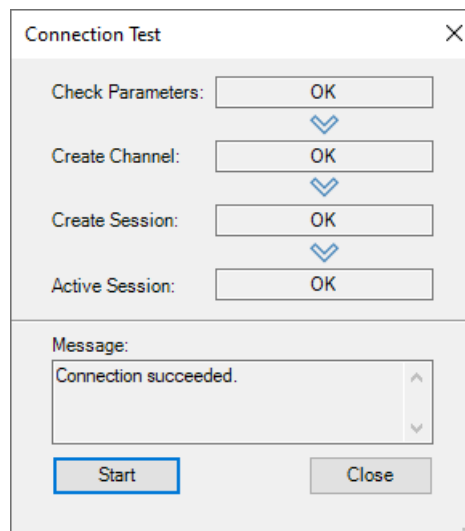 Connection Test
Check Parameters: OK
Create Channel: OK
Create Session: OK
Active Session: OK
Message:
Connection succeeded.
Start Close